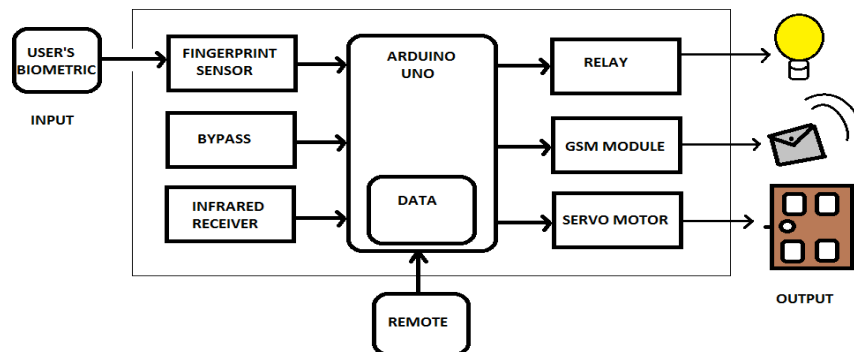 USER'S
BIOMETRIC
INPUT
FINGERPRINT
SENSOR
BYPASS
INFRARED
RECEIVER
ARDUINO
UNO
DATA
REMOTE
RELAY
GSM MODULE
SERVO MOTOR
OUTPUT